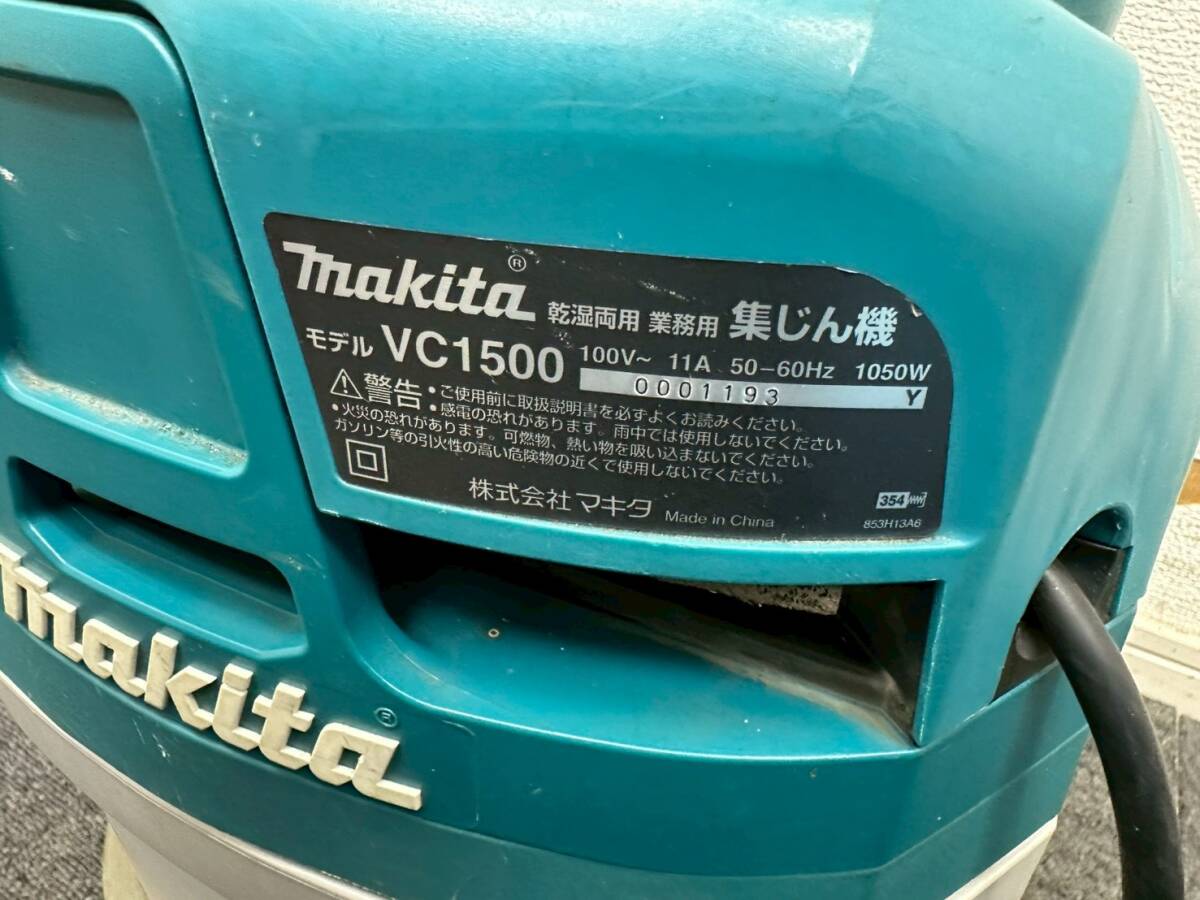 makita® 乾湿両用 業務用 集じん機
モデル VC1500 100V~ 11A 50-60Hz 1050W
0001193 Y
⚠警告:・ご使用前に取扱説明書を必ずよくお読みください。
・感電の恐れがあります。雨中では使用しないでください。
・火災の恐れがあります。可燃物、熱い物を吸い込まないでください。
ガソリン等の引火性の高い危険物の近くで使用しないでください。
株式会社 マキタ Made in China
354
853H13A6
makita®